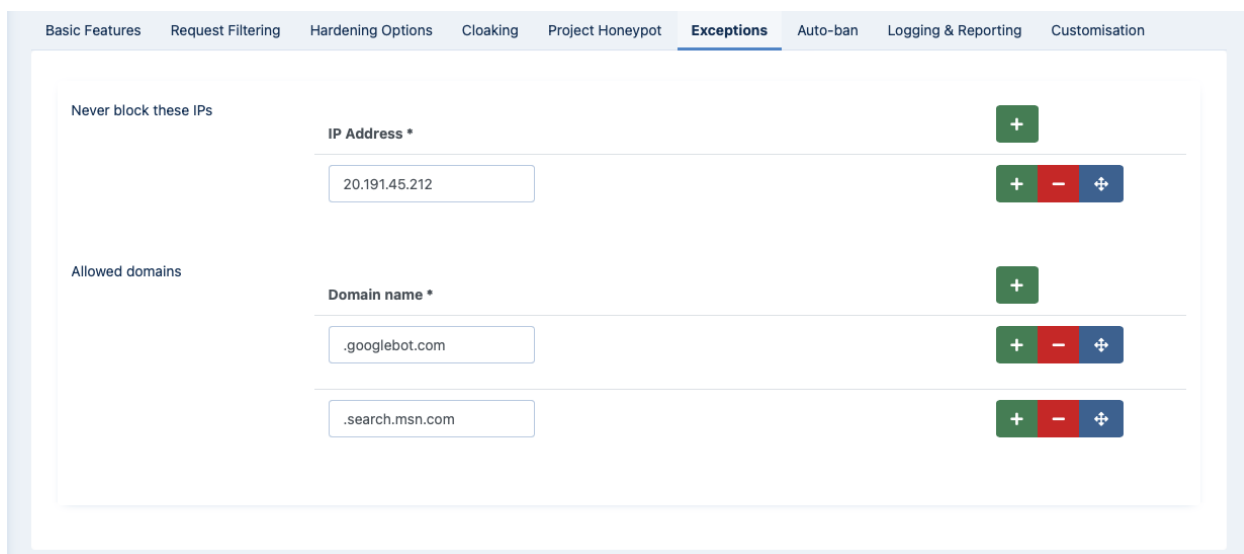 Basic Features Request Filtering Hardening Options Cloaking Project Honeypot Exceptions Auto-ban Logging & Reporting Customisation
Never block these IPs
IP Address *
20.191.45.212
Allowed domains
Domain name *
.googlebot.com
.search.msn.com